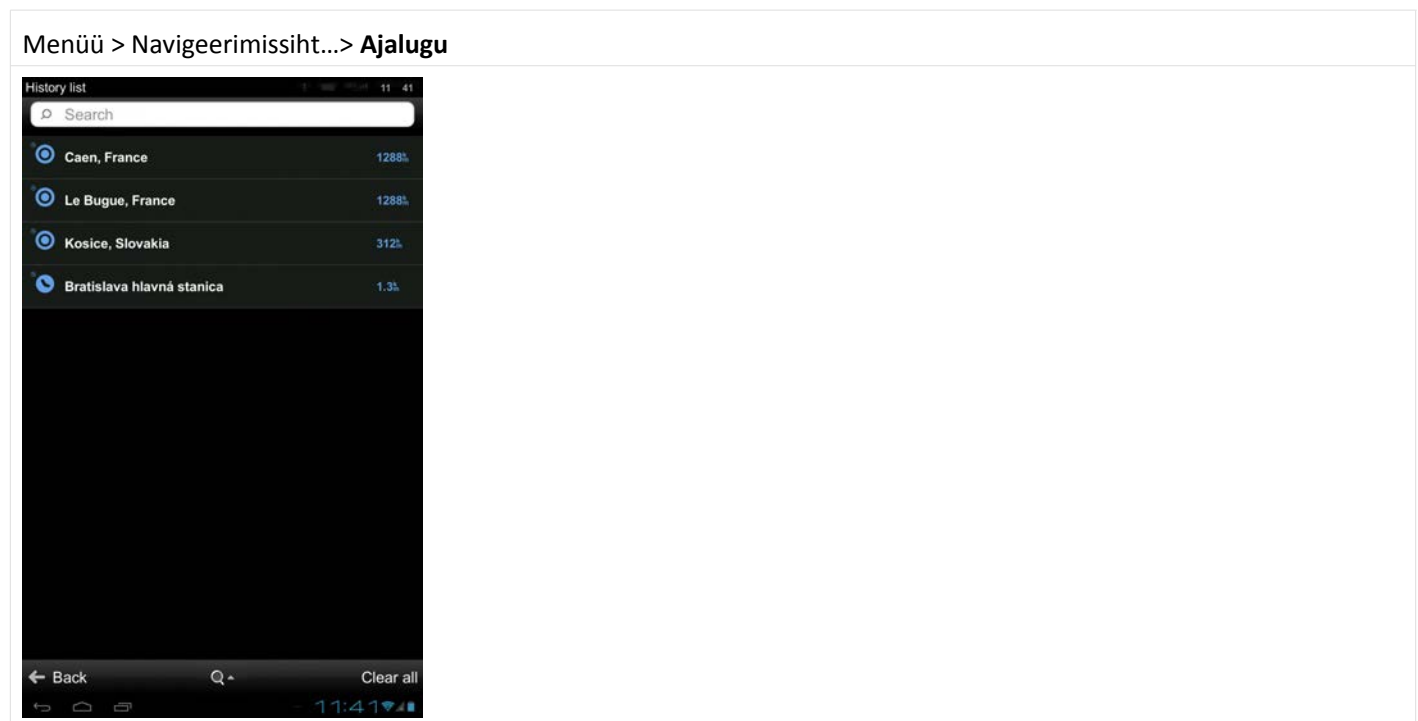 Menüü > Navigeerimissiht…> Ajalugu
History list 11 41
Search
Caen, France 1288
Le Bugue, France 1288
Kosice, Slovakia 312
Bratislava hlavná stanica 1.3
Back Clear all
11:41